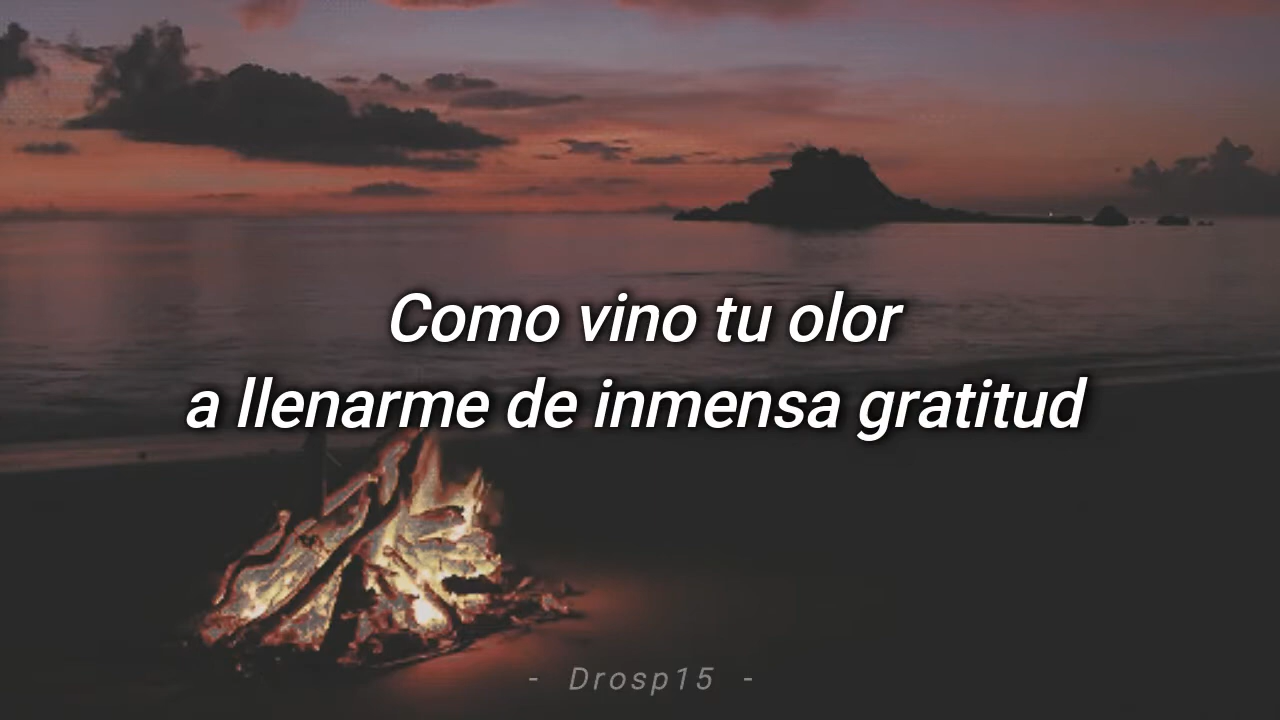 Como vino tu olor
a llenarme de inmensa gratitud
- Drosp15 -